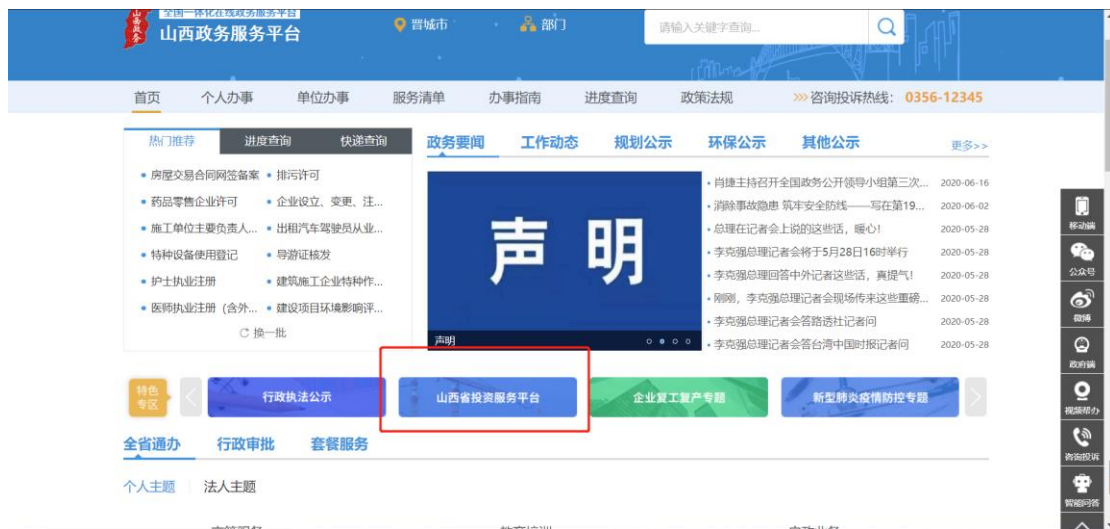 全国一体化在线政务服务平台
山西政务服务平台
晋城市
部门
请输入关键字查询...
首页 个人办事 单位办事 服务清单 办事指南 进度查询 政策法规 >>> 咨询投诉热线： 0356-12345
热门推荐 进度查询 快递查询
• 房屋交易合同网签备案 • 排污许可
• 药品零售企业许可 • 企业设立、变更、注...
• 施工单位主要负责人... • 出租汽车驾驶员从业...
• 特种设备使用登记 • 导游证核发
• 护士执业注册 • 建筑施工企业特种作...
• 医师执业注册（含外... • 建设项目环境影响评...
换一批
政务要闻 工作动态 规划公示 环保公示 其他公示 更多>>
声明
声明
• 肖捷主持召开全国政务公开领导小组第三次... 2020-06-16
• 消除事故隐患 筑牢安全防线——写在第19... 2020-06-02
• 总理在记者会上说的这些话，暖心！ 2020-05-28
• 李克强总理记者会将于5月28日16时举行 2020-05-28
• 李克强总理回答中外记者这些话，真提气！ 2020-05-28
• 刚刚，李克强总理记者会现场传来这些重磅... 2020-05-28
• 李克强总理记者会答路透社记者问 2020-05-28
• 李克强总理记者会答台湾中国时报记者问 2020-05-28
特色
专区
行政执法公示
山西省投资服务平台
企业复工复产专题
新型肺炎疫情防控专题
全省通办 行政审批 套餐服务
个人主题 法人主题
移动端
公众号
微博
政府端
视频帮办
咨询投诉
智能问答